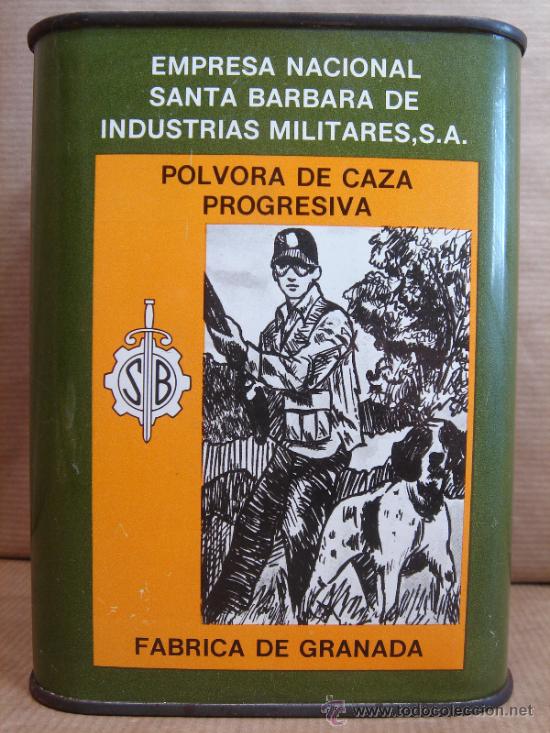 EMPRESA NACIONAL
SANTA BARBARA DE
INDUSTRIAS MILITARES,S.A.
POLVORA DE CAZA
PROGRESIVA
SB
FABRICA DE GRANADA
www.todocoleccion.net